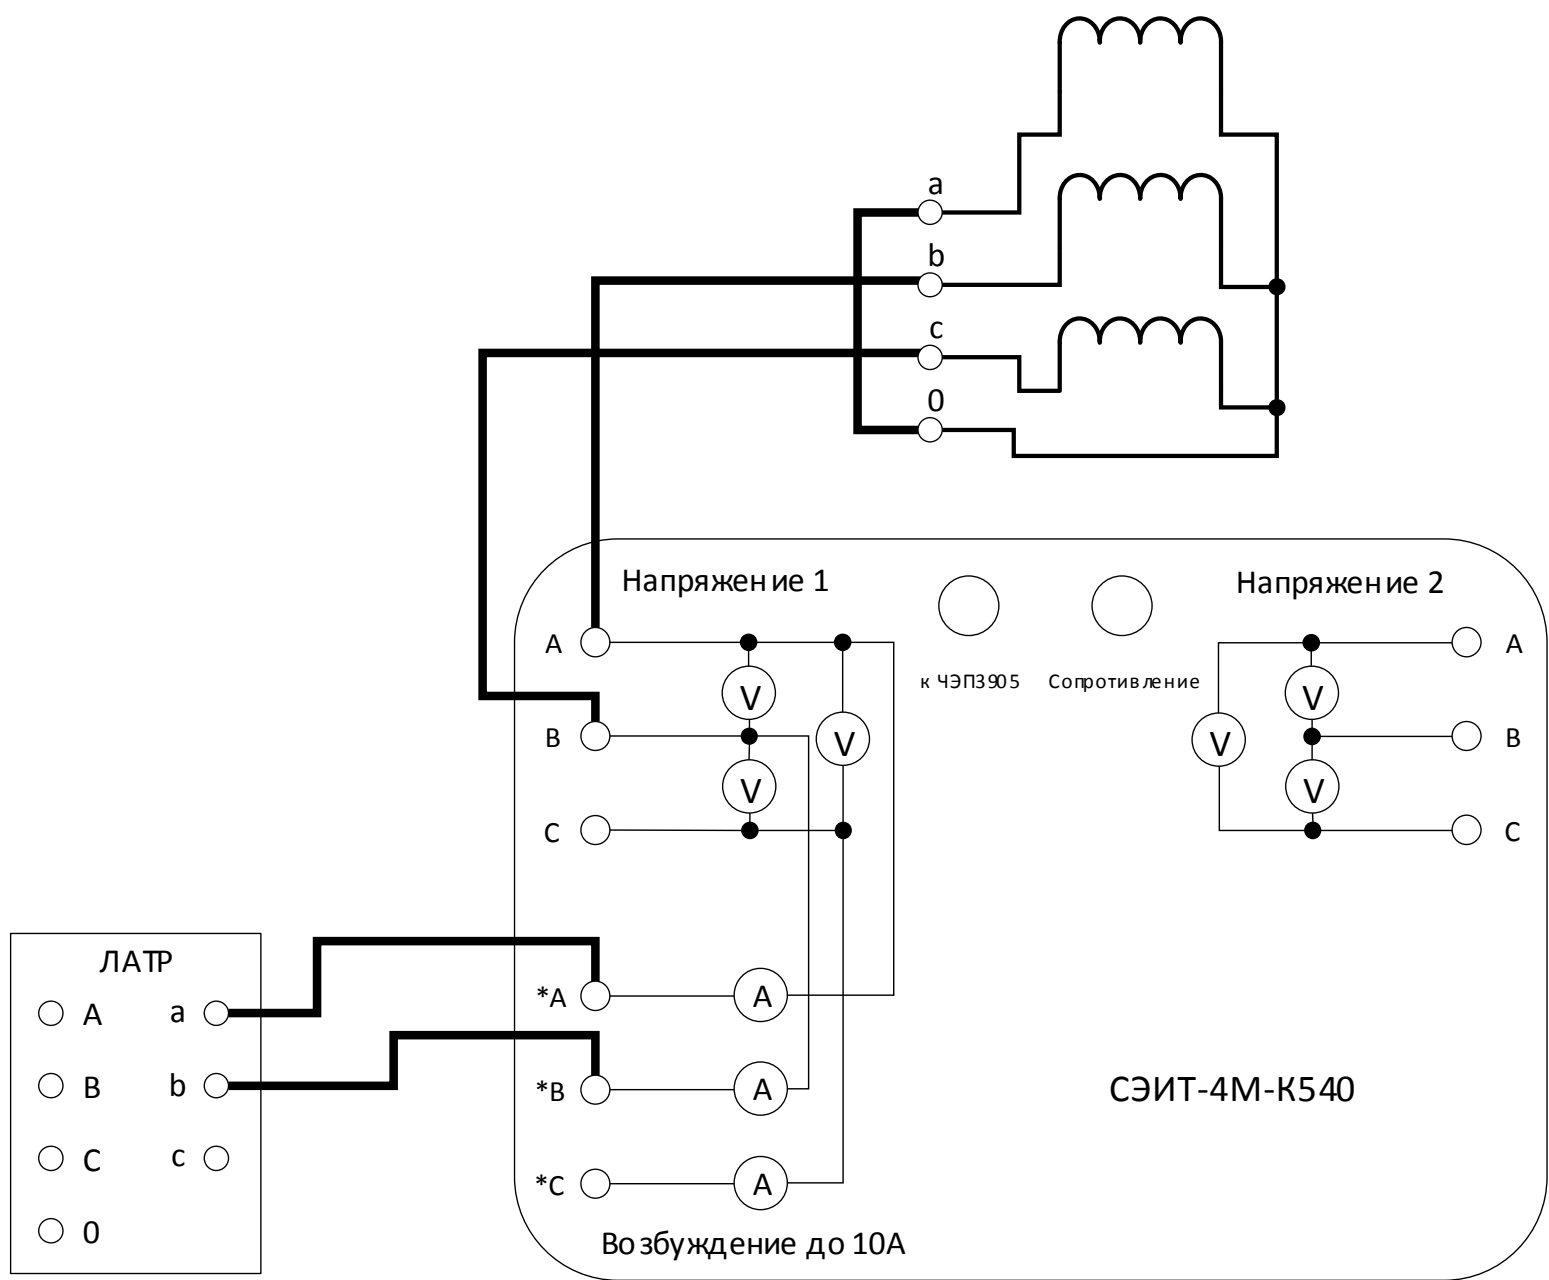 a
b
c
0
Напряжение 1
Напряжение 2
A
V
к ЧЭП3905
Сопротивление
V
A
B
V
V
B
C
V
V
C
ЛАТР
A a
*A
A
B b
*B
A
СЭИТ-4М-К540
C c
*C
A
0
Возбуждение до 10А